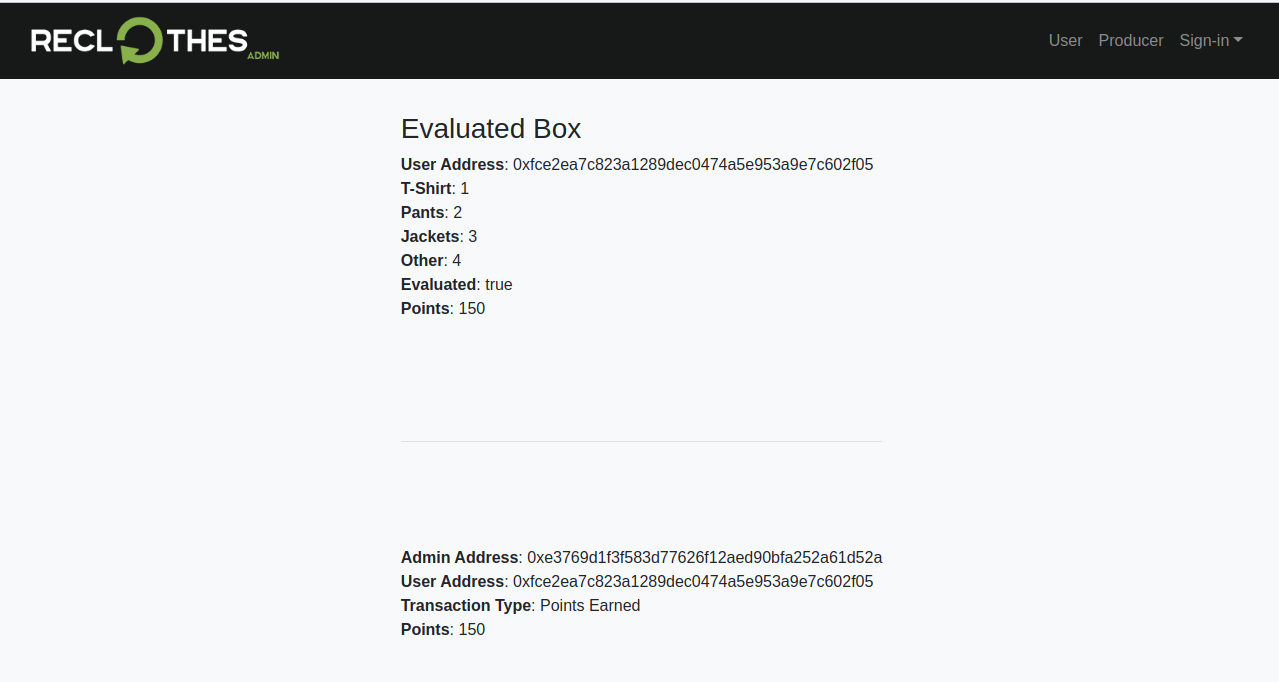 RECLOTHES ADMIN
User Producer Sign-in
Evaluated Box
User Address: 0xfce2ea7c823a1289dec0474a5e953a9e7c602f05
T-Shirt: 1
Pants: 2
Jackets: 3
Other: 4
Evaluated: true
Points: 150
Admin Address: 0xe3769d1f3f583d77626f12aed90bfa252a61d52a
User Address: 0xfce2ea7c823a1289dec0474a5e953a9e7c602f05
Transaction Type: Points Earned
Points: 150